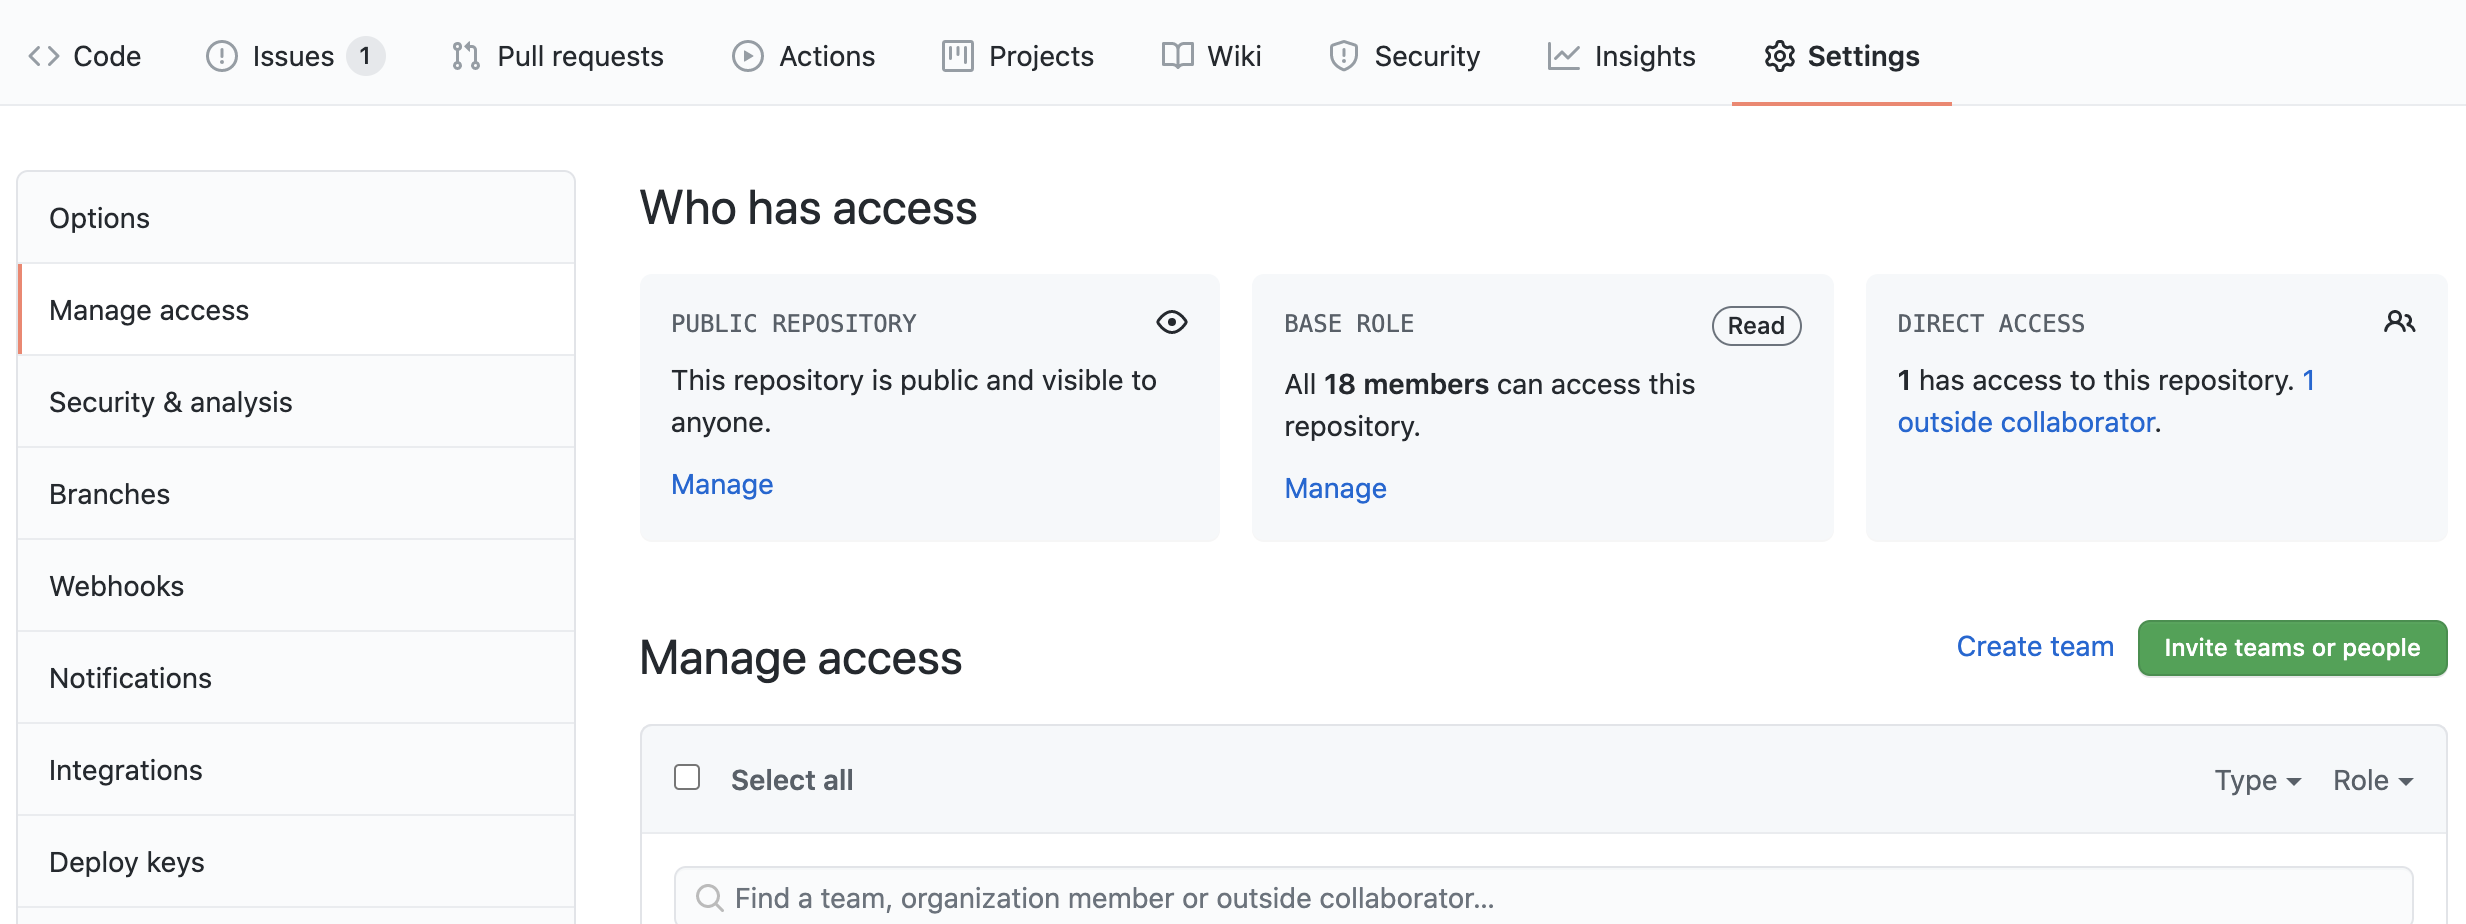 Code Issues 1 Pull requests Actions Projects Wiki Security Insights Settings
Options
Manage access
Security & analysis
Branches
Webhooks
Notifications
Integrations
Deploy keys
Who has access
PUBLIC REPOSITORY
This repository is public and visible to
anyone.
Manage
BASE ROLE Read
All 18 members can access this
repository.
Manage
DIRECT ACCESS
1 has access to this repository. 1
outside collaborator.
Manage access
Create team Invite teams or people
Select all Type Role
Find a team, organization member or outside collaborator...